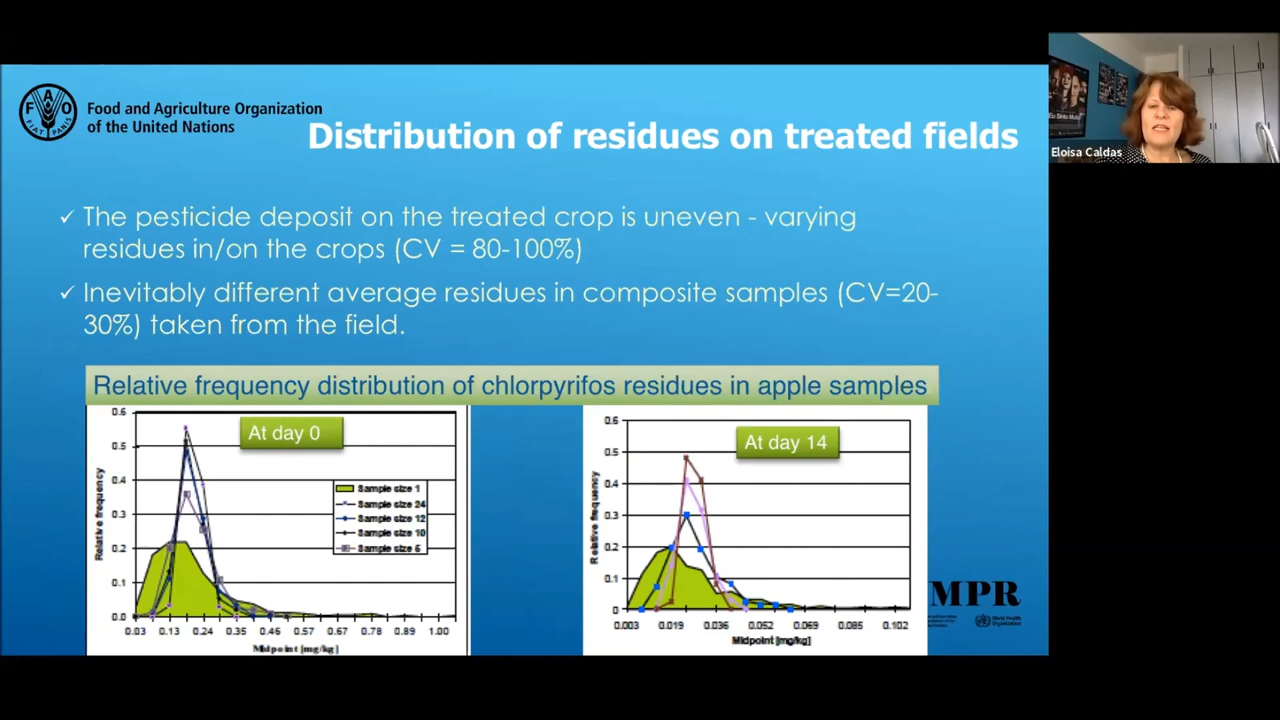 Food and Agriculture Organization
of the United Nations
Distribution of residues on treated fields
Eloisa Caldas
Eu Sinto Muito
✓ The pesticide deposit on the treated crop is uneven - varying
residues in/on the crops (CV = 80-100%)
✓ Inevitably different average residues in composite samples (CV=20-
30%) taken from the field.
Relative frequency distribution of chlorpyrifos residues in apple samples
At day 0
Relative frequency
0.6
0.5
0.4
0.3
0.2
0.1
0.0
Sample size 1
Sample size 24
Sample size 12
Sample size 10
Sample size 5
0.03 0.13 0.24 0.35 0.46 0.57 0.67 0.78 0.89 1.00
Midpoint [mg/kg]
At day 14
Relative frequency
0.6
0.5
0.4
0.3
0.2
0.1
0
0.003 0.019 0.036 0.052 0.069 0.085 0.102
Midpoint [mg/kg]
MPR
World Health
Organization